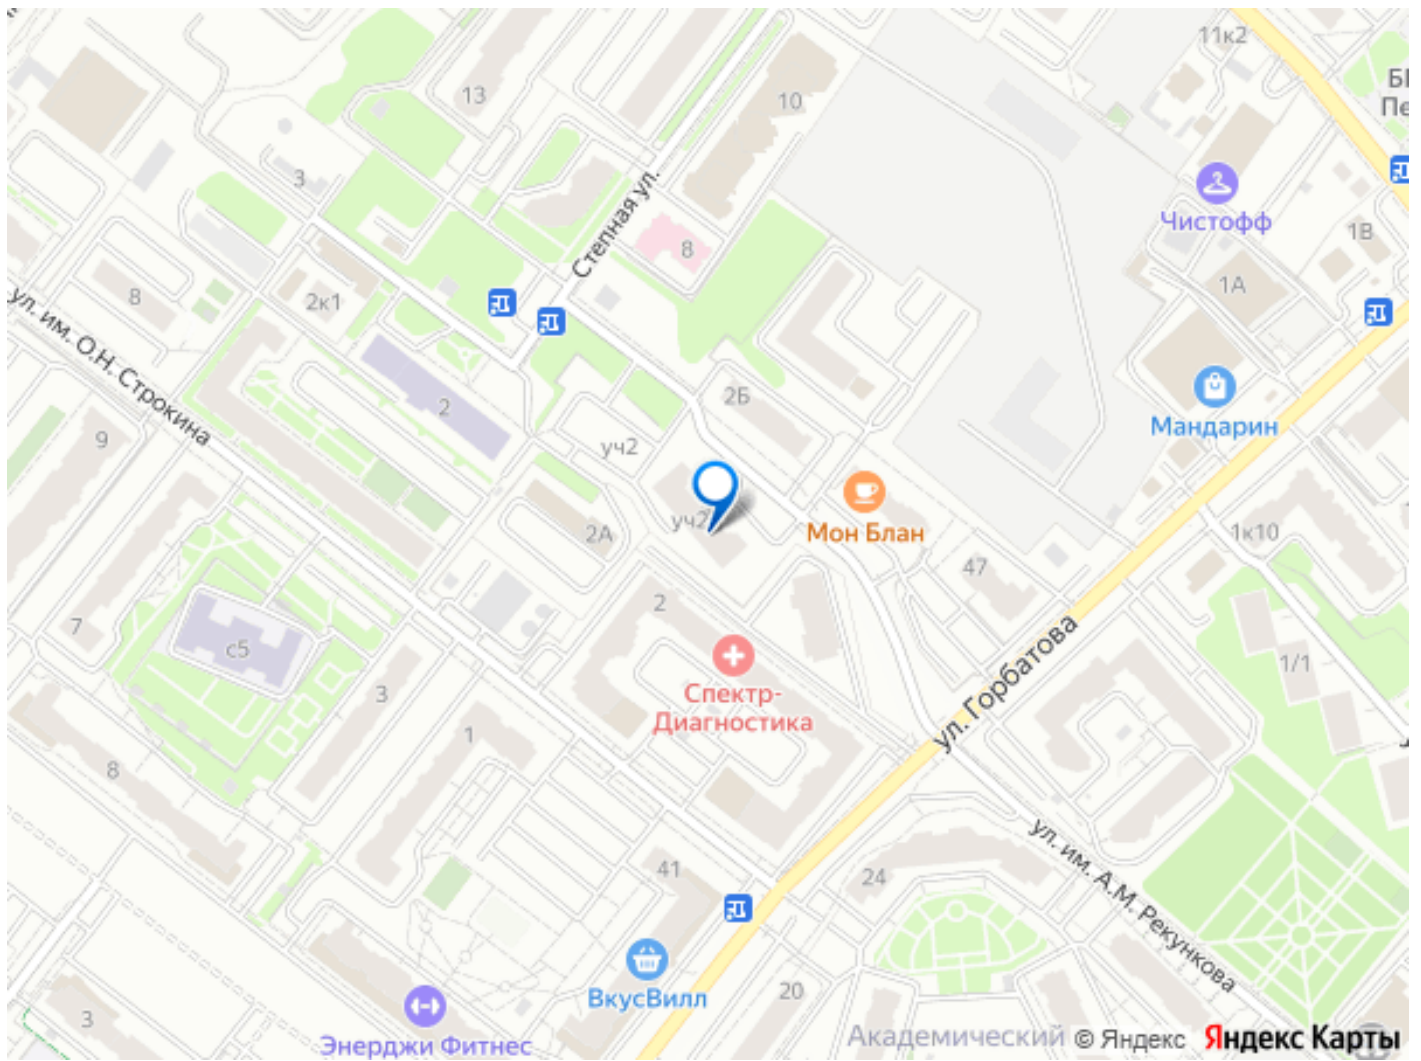 11к2
13
10
Чистофф
3
Степная ул.
8
1В
1А
8
2к1
ул. им. О.Н. Строкина
2Б
2
Мандарин
9
уч2
уч2
2А
Мон Блан
1к10
47
2
7
с5
ул. Горбатова
1/1
3
Спектр-
Диагностика
1
8
ул. им. А.М. Рекункова
41
24
ВкусВилл
20
3
Энерджи Фитнес
Академический
© Яндекс
Яндекс Карты